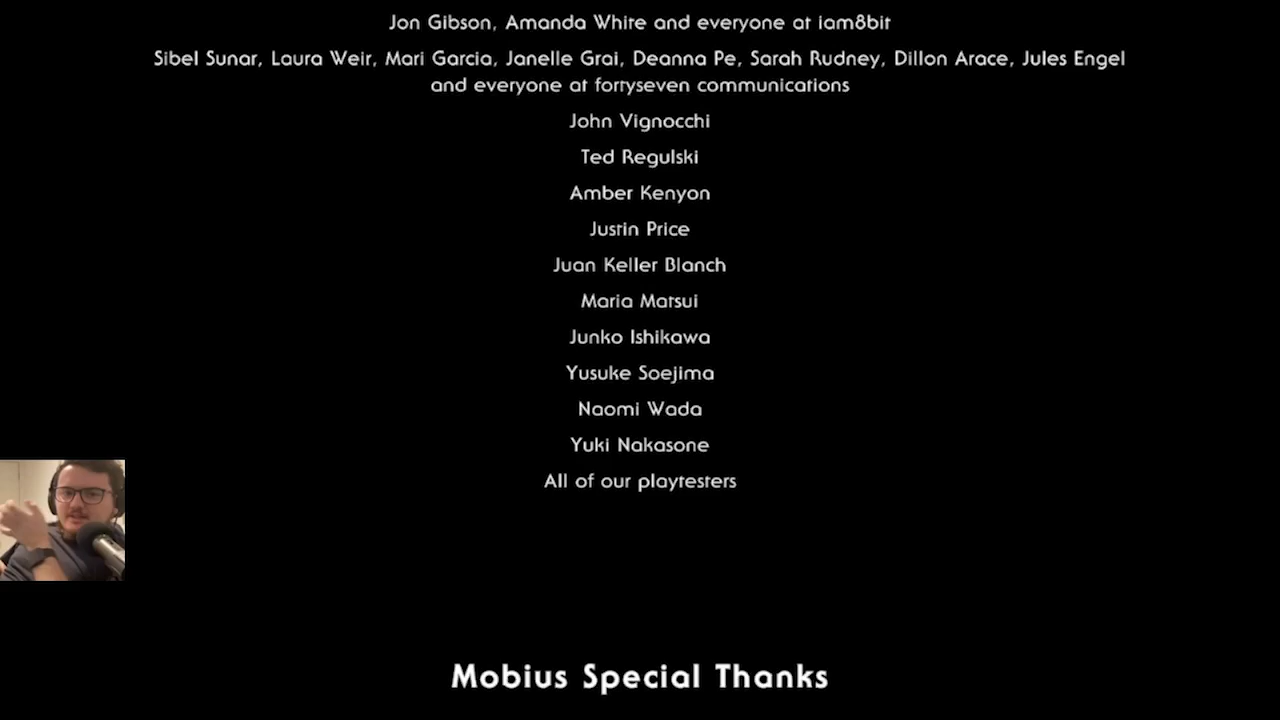 Jon Gibson, Amanda White and everyone at iam8bit
Sibel Sunar, Laura Weir, Mari Garcia, Janelle Grai, Deanna Pe, Sarah Rudney, Dillon Arace, Jules Engel
and everyone at fortyseven communications
John Vignocchi
Ted Regulski
Amber Kenyon
Justin Price
Juan Keller Blanch
Maria Matsui
Junko Ishikawa
Yusuke Soejima
Naomi Wada
Yuki Nakasone
All of our playtesters
Mobius Special Thanks